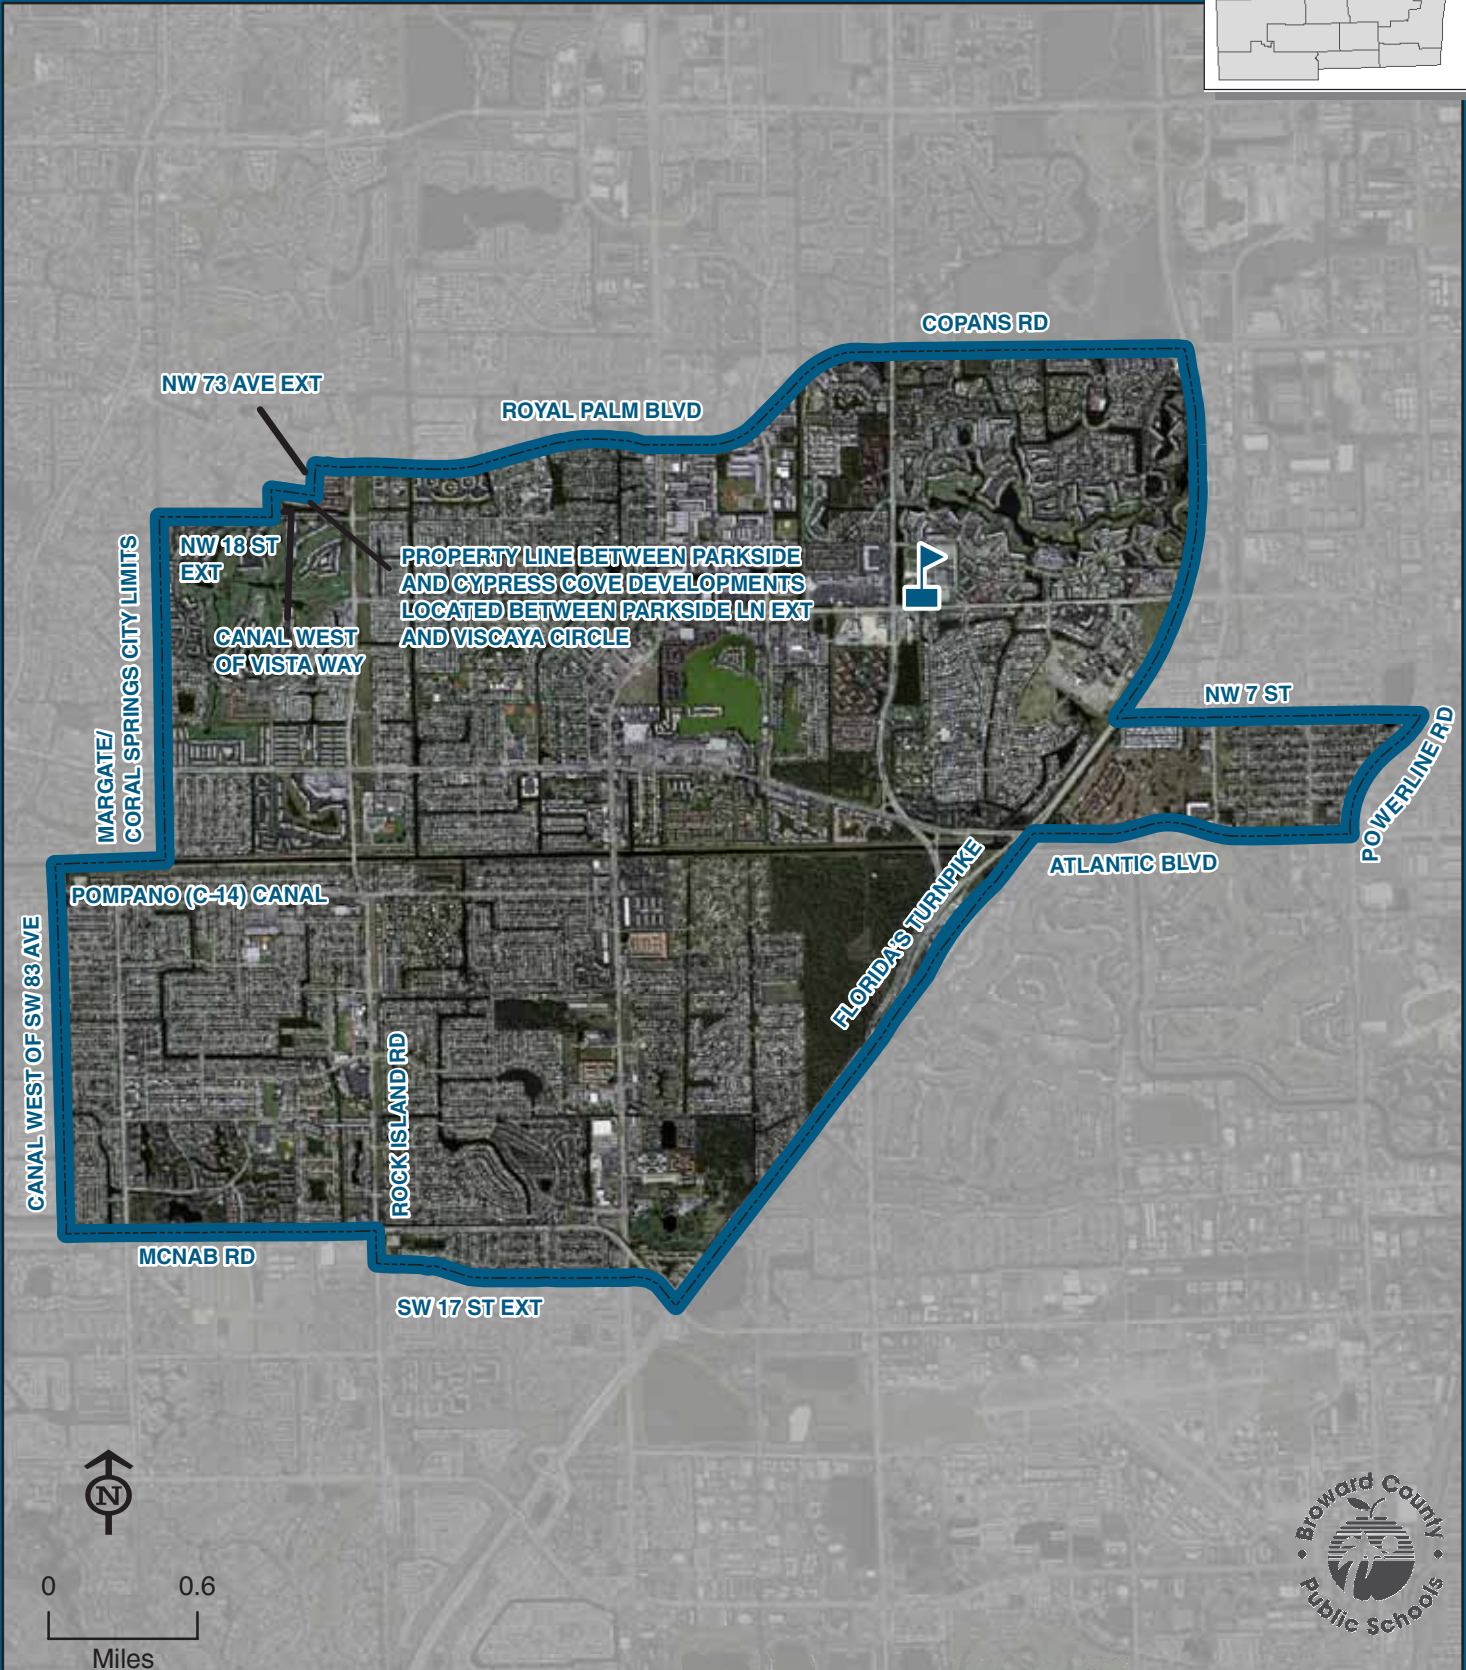 COPANS RD
NW 73 AVE EXT
ROYAL PALM BLVD
NW 18 ST
EXT
PROPERTY LINE BETWEEN PARKSIDE
AND CYPRESS COVE DEVELOPMENTS
LOCATED BETWEEN PARKSIDE LN EXT
AND VISCAYA CIRCLE
CANAL WEST
OF VISTA WAY
MARGATE/
CORAL SPRINGS CITY LIMITS
NW 7 ST
POWERLINE RD
ATLANTIC BLVD
FLORIDA'S TURNPIKE
POMPANO (C-14) CANAL
CANAL WEST OF SW 83 AVE
ROCK ISLAND RD
MCNAB RD
SW 17 ST EXT
N
0 0.6
Miles
Broward County
Public Schools